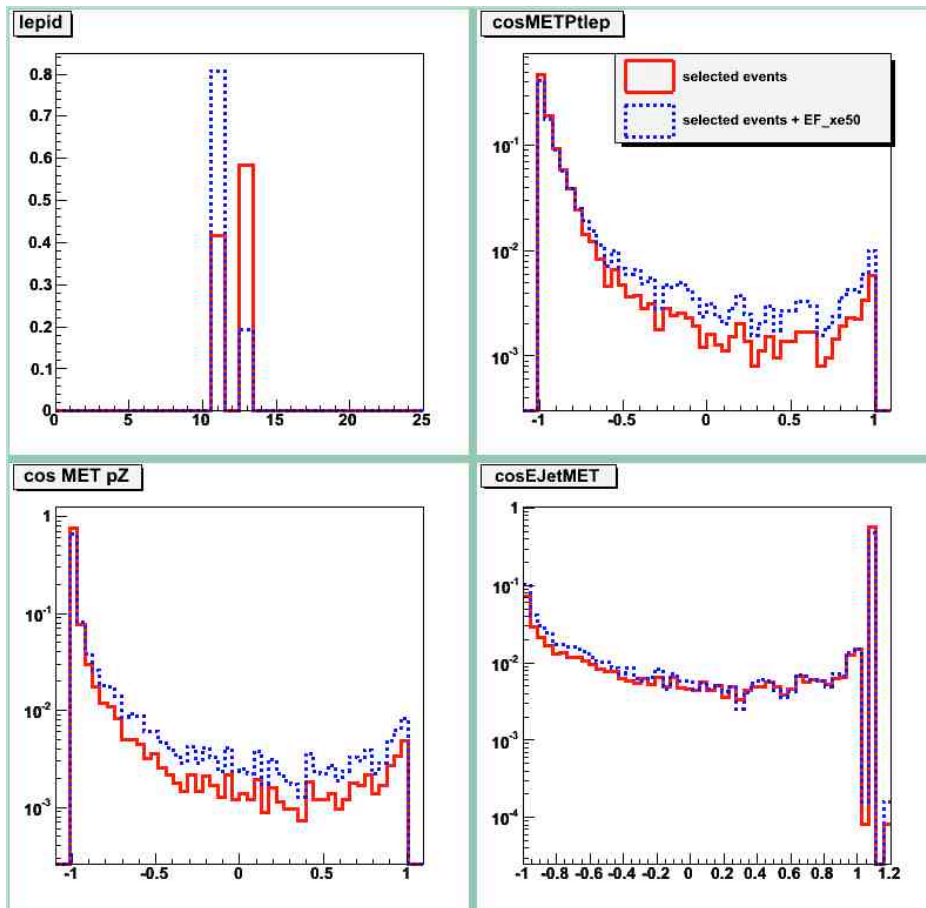 lepid
0.8
0.7
0.6
0.5
0.4
0.3
0.2
0.1
0
0 5 10 15 20 25
cosMETPtlep
selected events
selected events + EF_xe50
10-1
10-2
10-3
-1 -0.5 0 0.5 1
cos MET pZ
1
10-1
10-2
10-3
-1 -0.5 0 0.5 1
cosEJetMET
1
10-1
10-2
10-3
10-4
-1 -0.8 -0.6 -0.4 -0.2 0 0.2 0.4 0.6 0.8 1 1.2